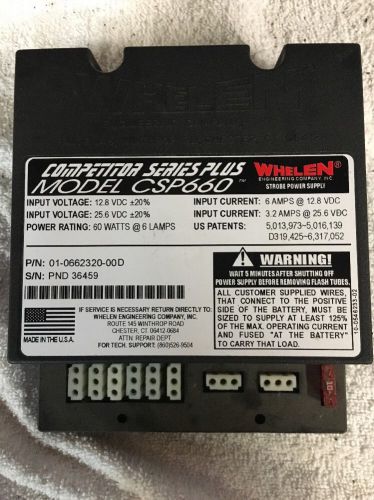 WHELEN
COMPETITOR SERIES PLUS
MODEL CSP660™
WHELEN
ENGINEERING COMPANY, INC.
STROBE POWER SUPPLY
INPUT VOLTAGE: 12.8 VDC ±20%
INPUT VOLTAGE: 25.6 VDC ±20%
POWER RATING: 60 WATTS @ 6 LAMPS
INPUT CURRENT: 6 AMPS @ 12.8 VDC
INPUT CURRENT: 3.2 AMPS @ 25.6 VDC
US PATENTS: 5,013,973-5,016,139
D319,425-6,317,052
P/N: 01-0662320-00D
S/N: PND 36459
MADE IN THE U.S.A.
IF SERVICE IS NECESSARY RETURN DIRECTLY TO:
WHELEN ENGINEERING COMPANY, INC.
ROUTE 145 WINTHROP ROAD
CHESTER, CT. 06412-0684
ATTN. REPAIR DEPT.
FOR TECH. SUPPORT: (860)526-9504
WARNING!
WAIT 5 MINUTES AFTER SHUTTING OFF
POWER SUPPLY BEFORE REMOVING FLASH TUBES
ALL CUSTOMER SUPPLIED WIRES,
THAT CONNECT TO THE POSITIVE
SIDE OF THE BATTERY, MUST BE
SIZED TO SUPPLY AT LEAST 125%
OF THE MAX. OPERATING CURRENT
AND FUSED "AT THE BATTERY"
TO CARRY THAT LOAD.
10